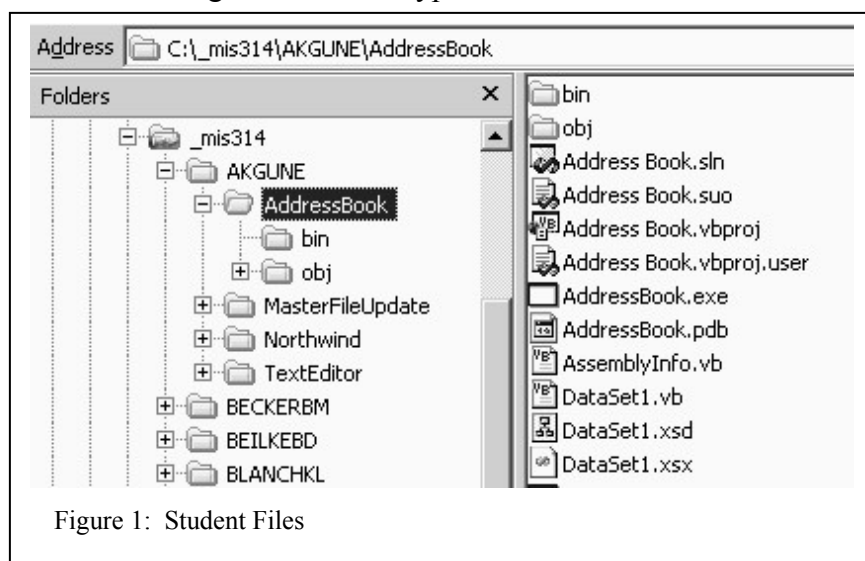 Address C:\_mis314\AKGUNE\AddressBook
Folders
_mis314
AKGUNE
AddressBook
bin
obj
MasterFileUpdate
Northwind
TextEditor
BECKERBM
BEILKEBD
BLANCHKL
bin
obj
Address Book.sln
Address Book.suo
Address Book.vbproj
Address Book.vbproj.user
AddressBook.exe
AddressBook.pdb
AssemblyInfo.vb
DataSet1.vb
DataSet1.xsd
DataSet1.xsx
Figure 1: Student Files